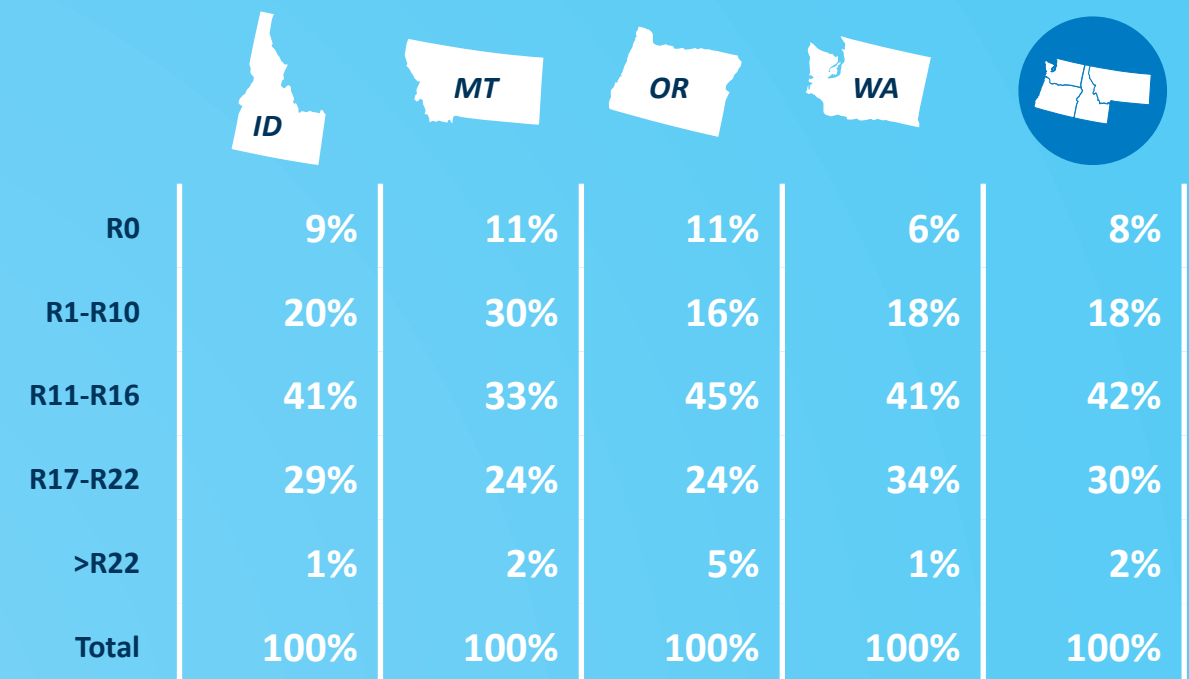 ID MT OR WA
R0 9% 11% 11% 6% 8%
R1-R10 20% 30% 16% 18% 18%
R11-R16 41% 33% 45% 41% 42%
R17-R22 29% 24% 24% 34% 30%
>R22 1% 2% 5% 1% 2%
Total 100% 100% 100% 100% 100%